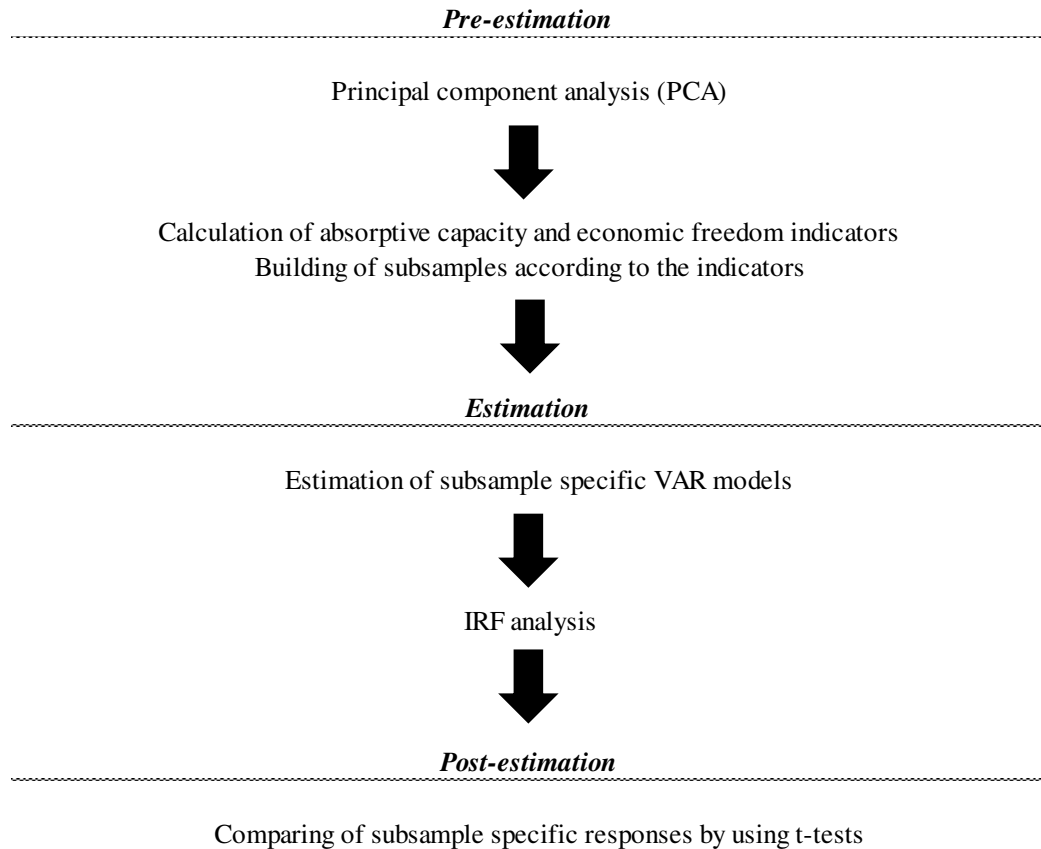 Pre-estimation
Principal component analysis (PCA)
Calculation of absorptive capacity and economic freedom indicators
Building of subsamples according to the indicators
Estimation
Estimation of subsample specific VAR models
IRF analysis
Post-estimation
Comparing of subsample specific responses by using t-tests